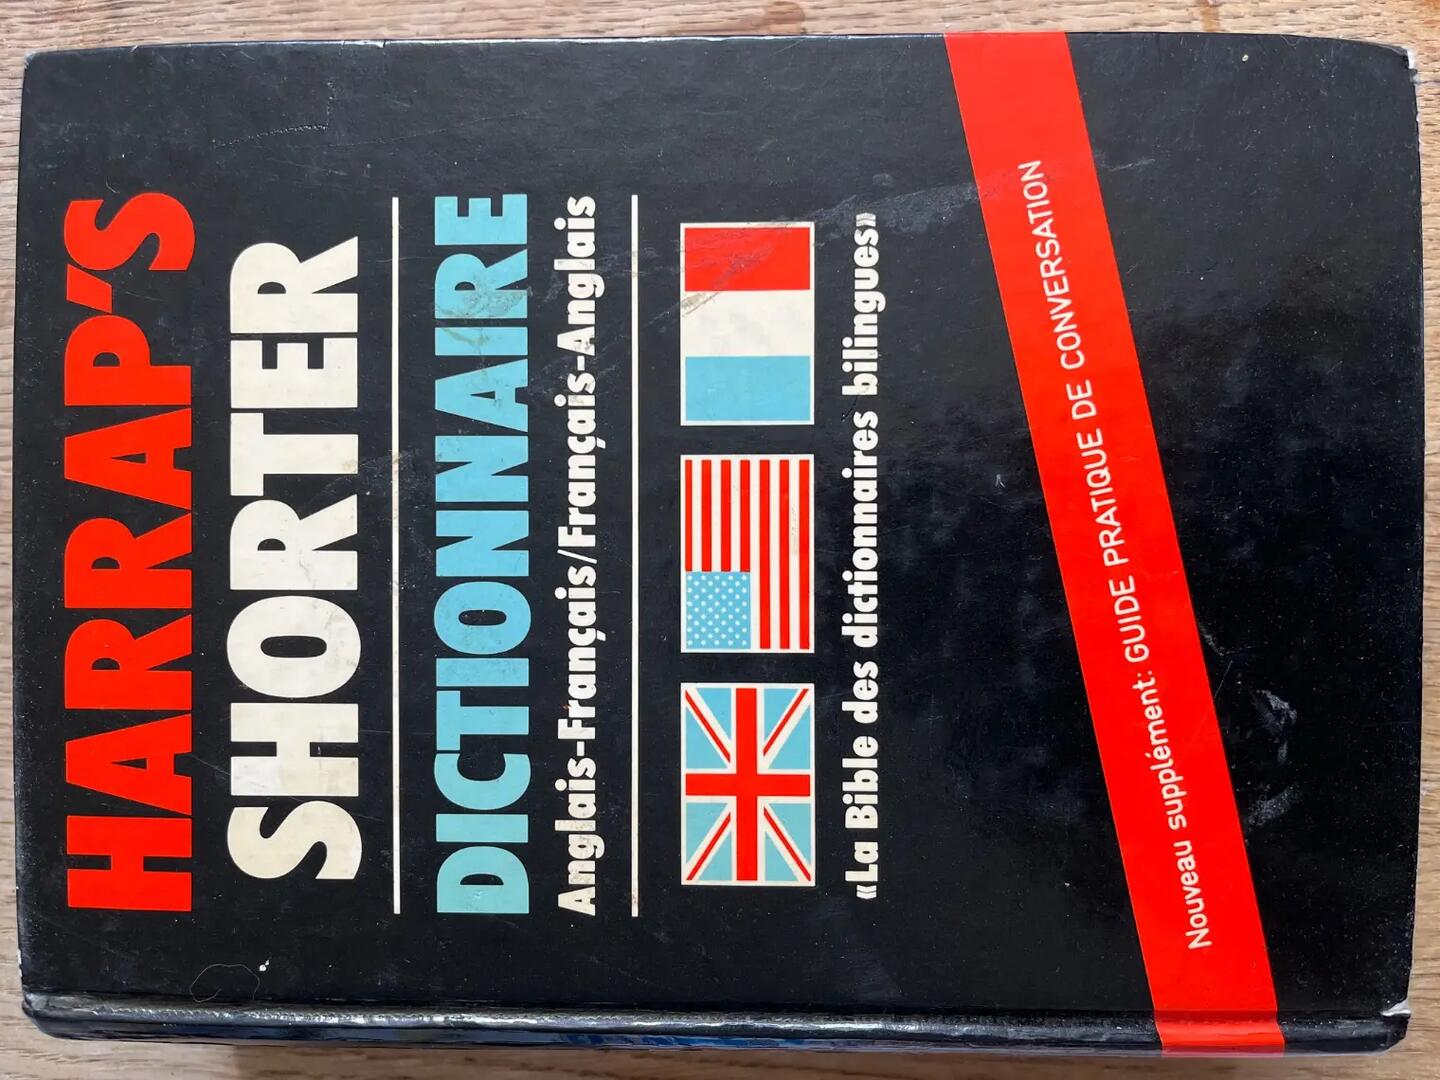 HARRAP'S
SHORTER
DICTIONNAIRE
Anglais-Français/Français-Anglais
«La Bible des dictionnaires bilingues»
Nouveau supplément: GUIDE PRATIQUE DE CONVERSATION